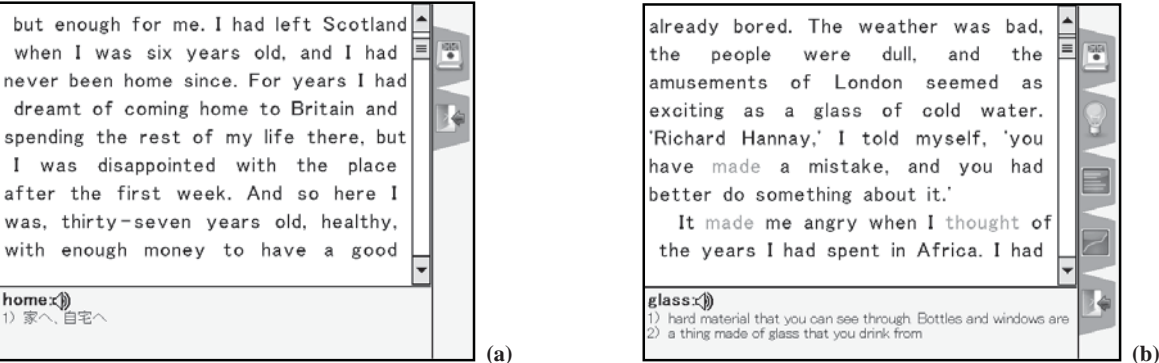 but enough for me. I had left Scotland
when I was six years old, and I had
never been home since. For years I had
dreamt of coming home to Britain and
spending the rest of my life there, but
I was disappointed with the place
after the first week. And so here I
was, thirty-seven years old, healthy,
with enough money to have a good
home:
1) 家へ、自宅へ
(a)
already bored. The weather was bad,
the people were dull, and the
amusements of London seemed as
exciting as a glass of cold water.
'Richard Hannay,' I told myself, 'you
have made a mistake, and you had
better do something about it.'
It made me angry when I thought of
the years I had spent in Africa. I had
glass:
1) hard material that you can see through. Bottles and windows are
2) a thing made of glass that you drink from
(b)